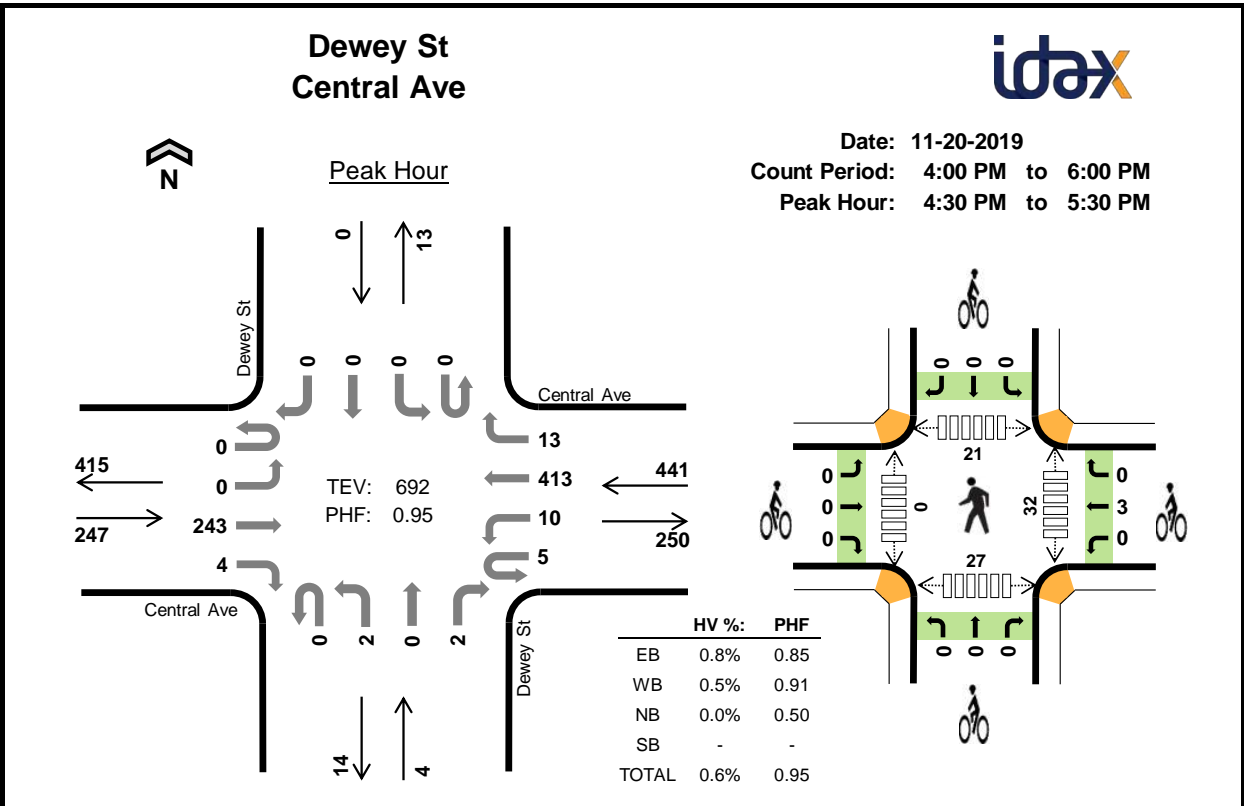 Dewey St
Central Ave
idax
Date: 11-20-2019
Count Period: 4:00 PM to 6:00 PM
Peak Hour: 4:30 PM to 5:30 PM
N
Peak Hour
0
13
Dewey St
0 0 0 0
Central Ave
0
0
243
4
415
247
TEV: 692
PHF: 0.95
13
413
10
5
441
250
Central Ave
0 2 0 2
Dewey St
14
4
HV %: PHF
EB 0.8% 0.85
WB 0.5% 0.91
NB 0.0% 0.50
SB - -
TOTAL 0.6% 0.95
0 0 0
21
0
0
0
0
32
0
3
0
27
0 0 0